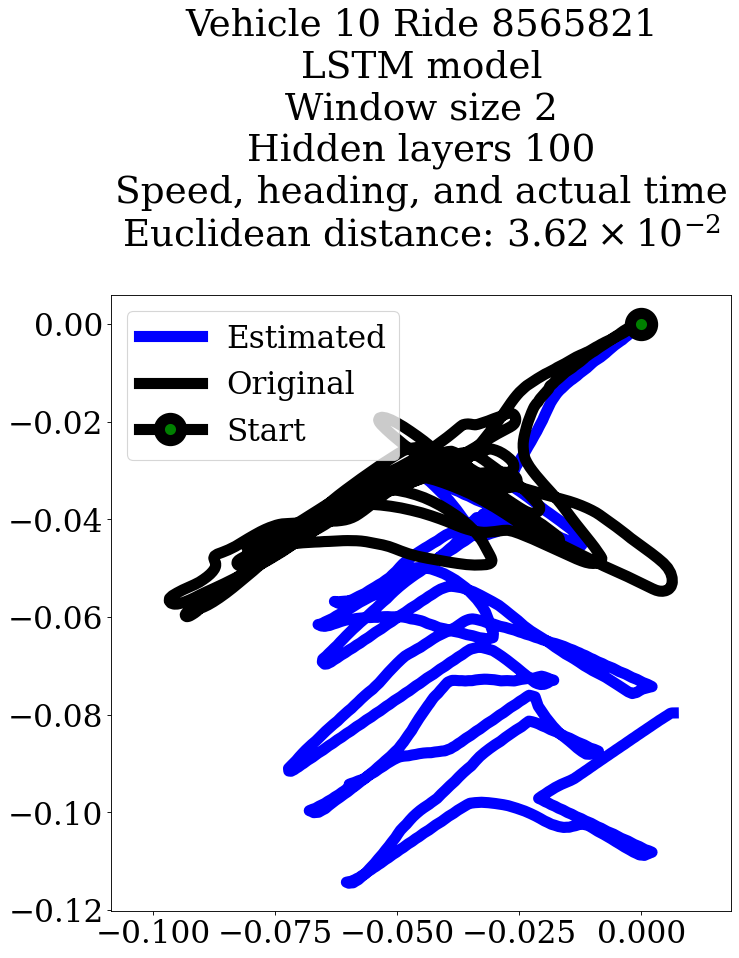 Vehicle 10 Ride 8565821
LSTM model
Window size 2
Hidden layers 100
Speed, heading, and actual time
Euclidean distance: 3.62 × 10⁻²
Estimated
Original
Start
0.00
−0.02
−0.04
−0.06
−0.08
−0.10
−0.12
−0.100 −0.075 −0.050 −0.025 0.000